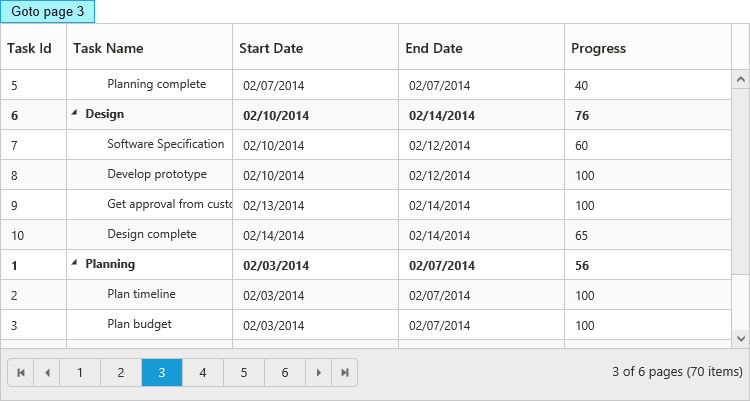 Goto page 3
Task Id Task Name Start Date End Date Progress
5 Planning complete 02/07/2014 02/07/2014 40
6 Design 02/10/2014 02/14/2014 76
7 Software Specification 02/10/2014 02/12/2014 60
8 Develop prototype 02/10/2014 02/12/2014 100
9 Get approval from custo 02/13/2014 02/14/2014 100
10 Design complete 02/14/2014 02/14/2014 65
1 Planning 02/03/2014 02/07/2014 56
2 Plan timeline 02/03/2014 02/07/2014 100
3 Plan budget 02/03/2014 02/07/2014 100
1 2 3 4 5 6 3 of 6 pages (70 items)